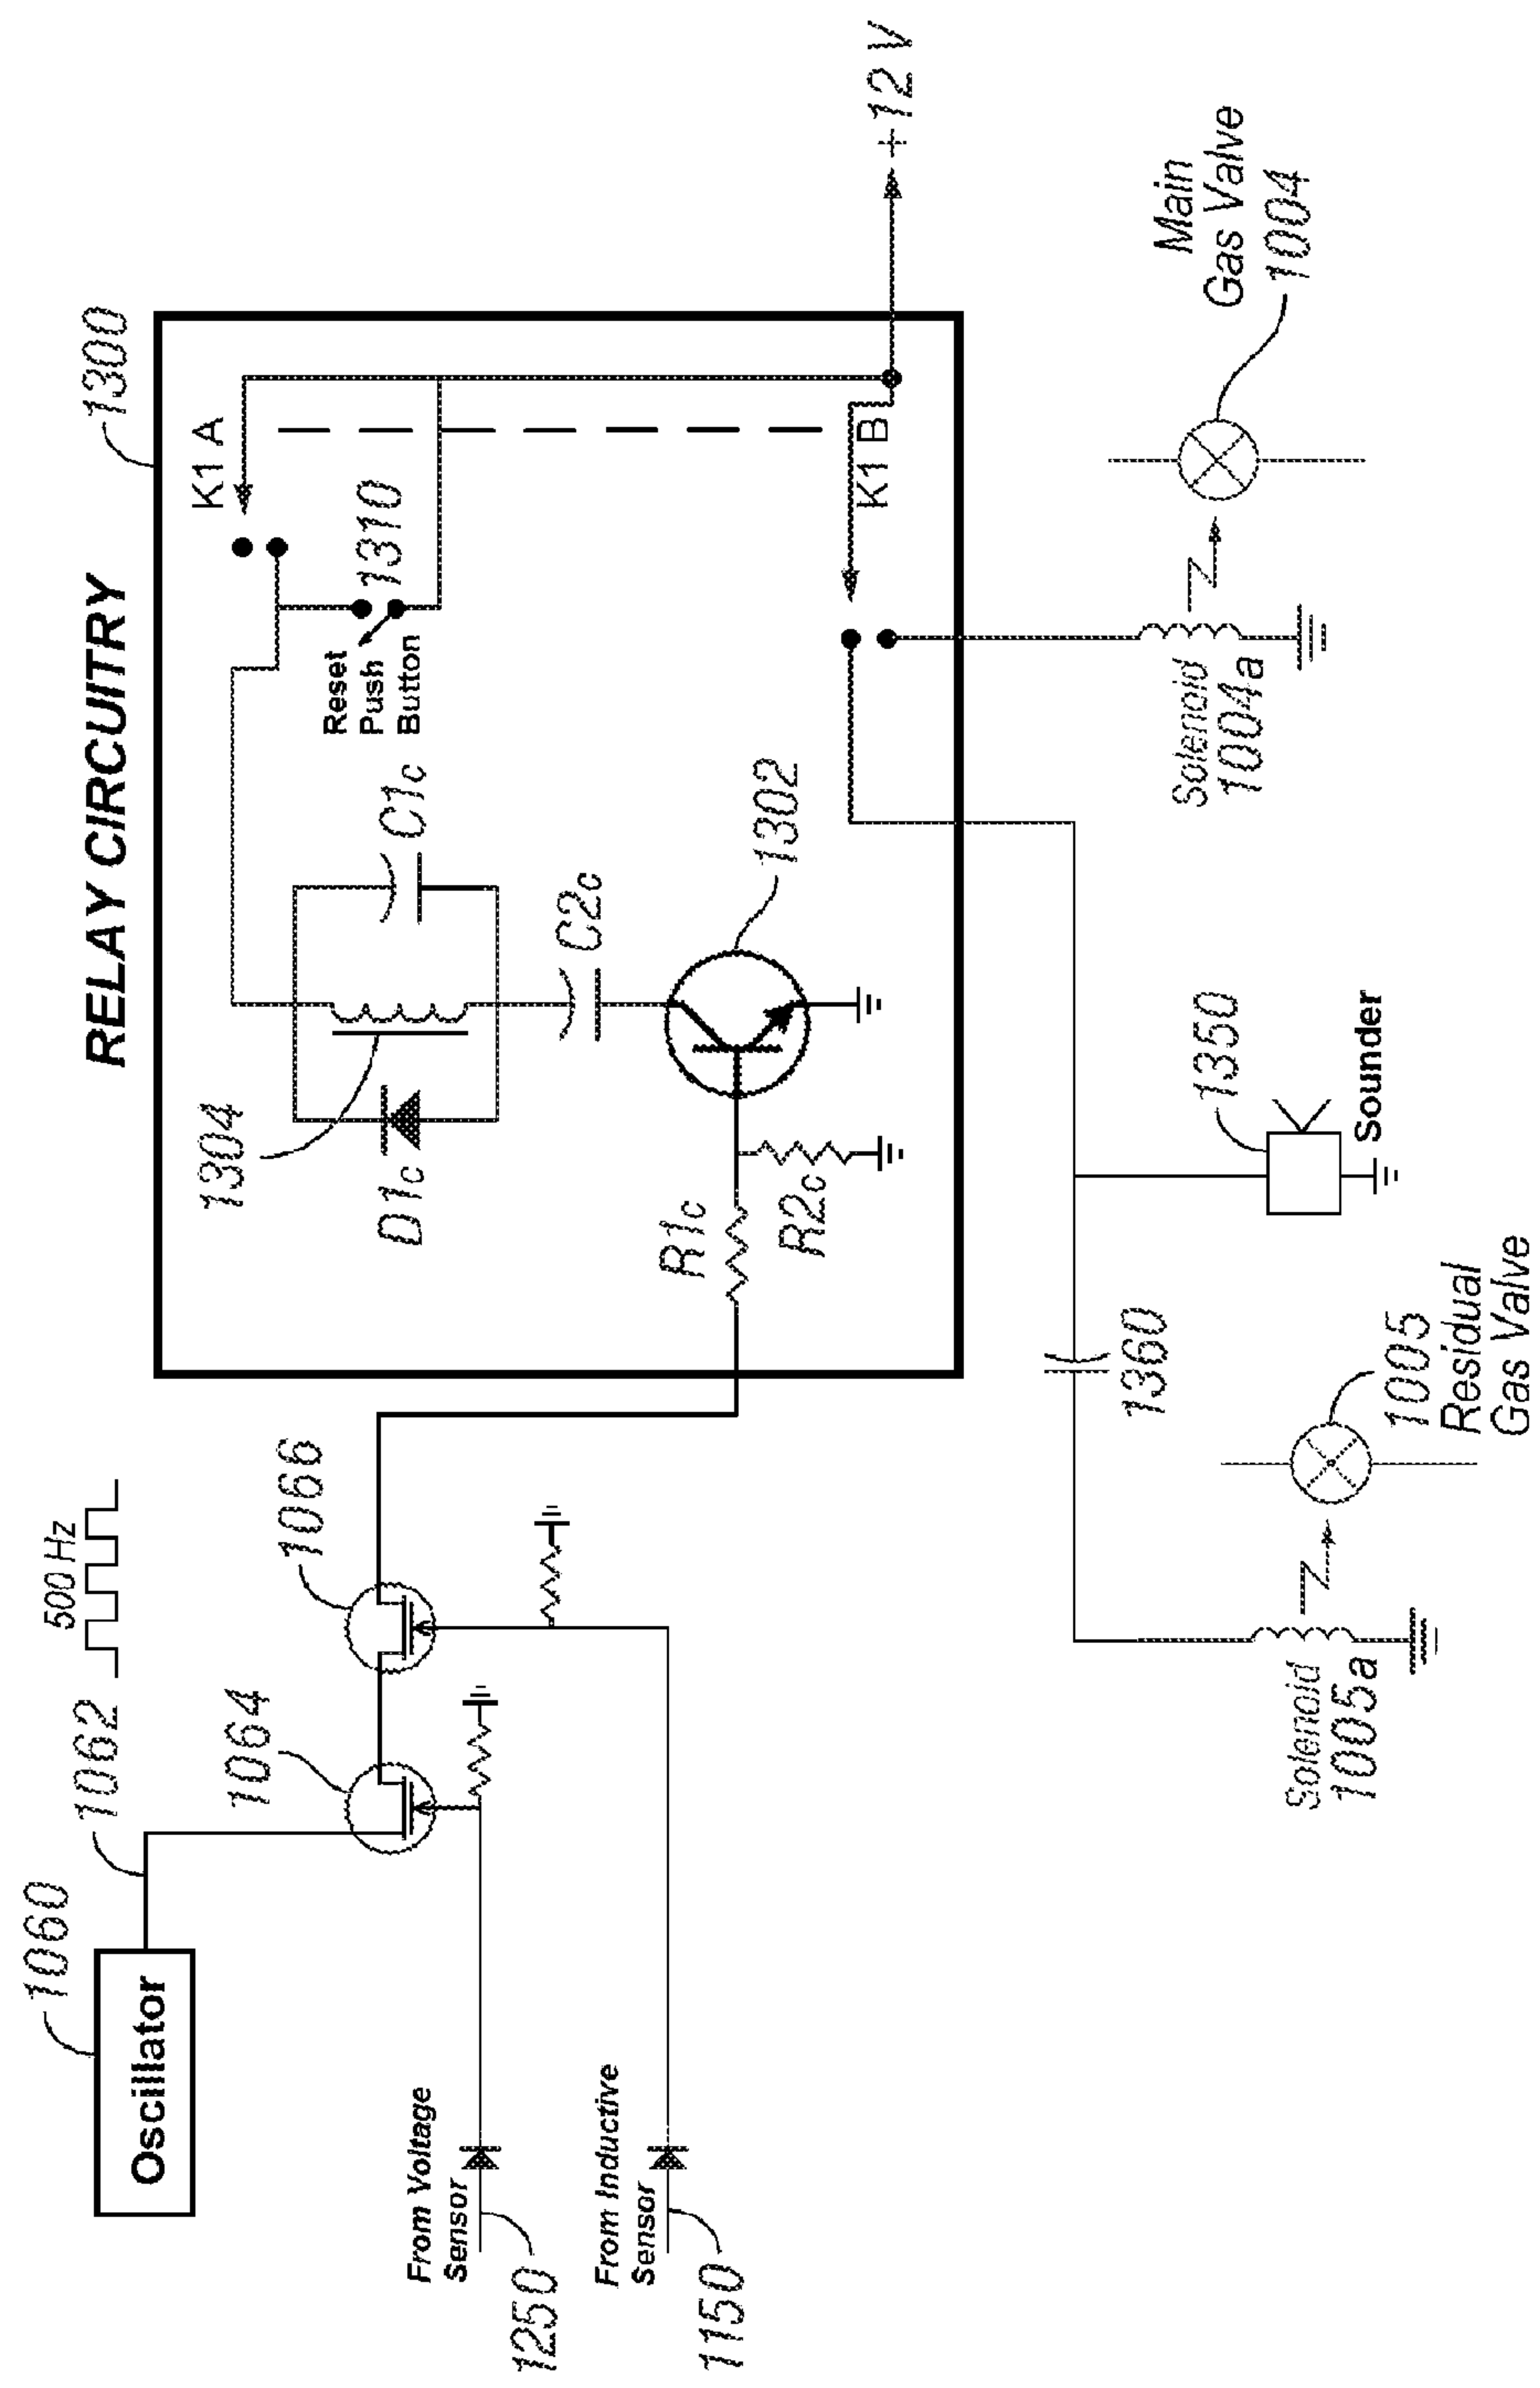 RELAY CIRCUITRY
1300
500 Hz
1060
1062
Oscillator
1064
1066
1304
D1c
C1c
K1 A
1310
Reset
Push
Button
C2c
R1c
R2c
1302
K1 B
+12 V
From Voltage
Sensor
1250
From Inductive
Sensor
1150
1360
1350
Sounder
Solenoid
1004a
Main
Gas Valve
1004
Solenoid
1005a
1005
Residual
Gas Valve